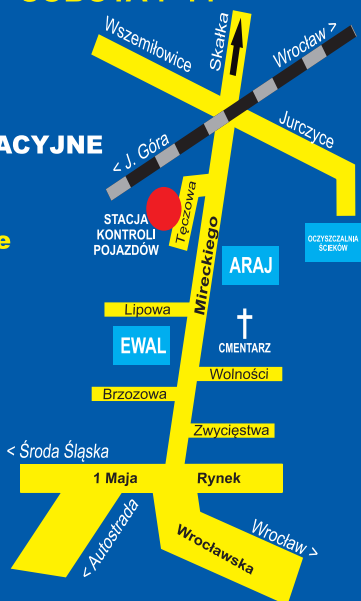 Skałka
Wszemiłowice
Wrocław >
Jurczyce
ACYJNE
< J. Góra
STACJA
KONTROLI
POJAZDÓW
Tęczowa
e
OCZYSZCZALNIA
ŚCIEKÓW
ARAJ
Mireckiego
Lipowa
EWAL
CMENTARZ
Wolności
Brzozowa
Zwycięstwa
< Środa Śląska
1 Maja
Rynek
< Autostrada
Wrocławska
Wrocław >